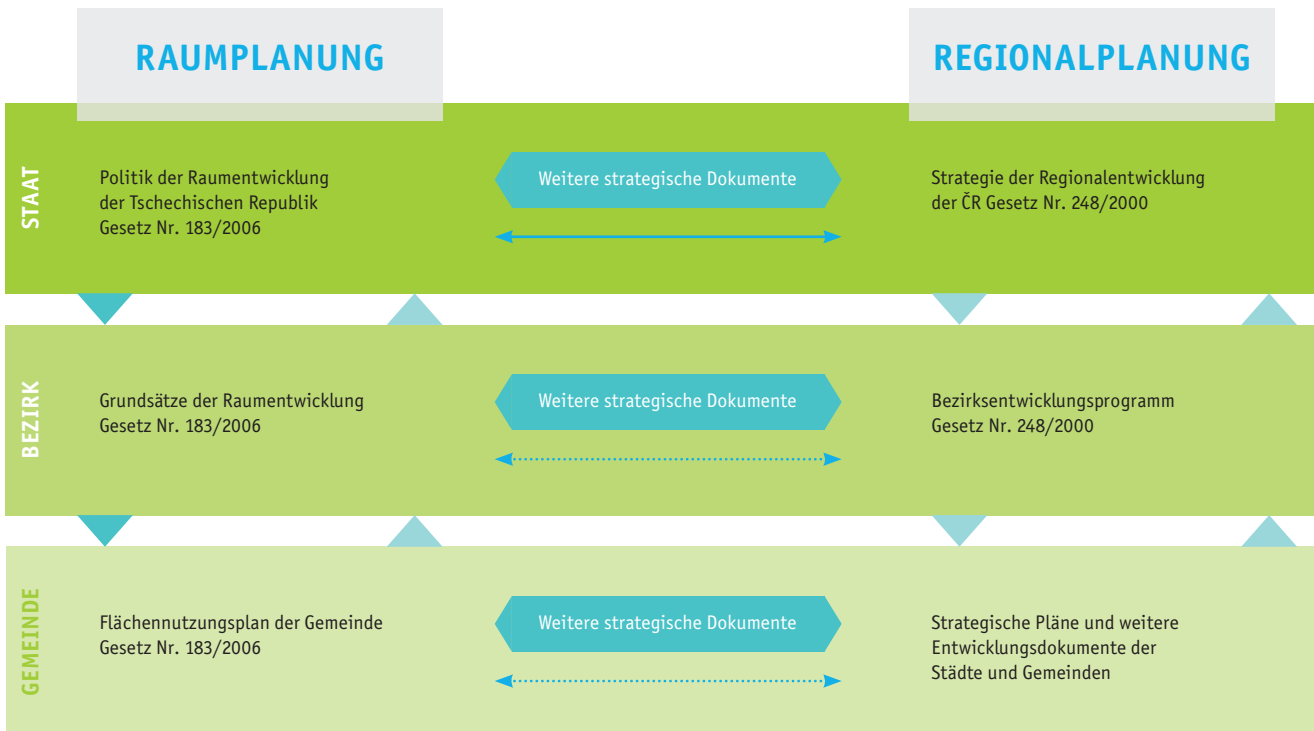 RAUMPLANUNG
REGIONALPLANUNG
STAAT
Politik der Raumentwicklung
der Tschechischen Republik
Gesetz Nr. 183/2006
Weitere strategische Dokumente
Strategie der Regionalentwicklung
der ČR Gesetz Nr. 248/2000
BEZIRK
Grundsätze der Raumentwicklung
Gesetz Nr. 183/2006
Weitere strategische Dokumente
Bezirksentwicklungsprogramm
Gesetz Nr. 248/2000
GEMEINDE
Flächennutzungsplan der Gemeinde
Gesetz Nr. 183/2006
Weitere strategische Dokumente
Strategische Pläne und weitere
Entwicklungsdokumente der
Städte und Gemeinden